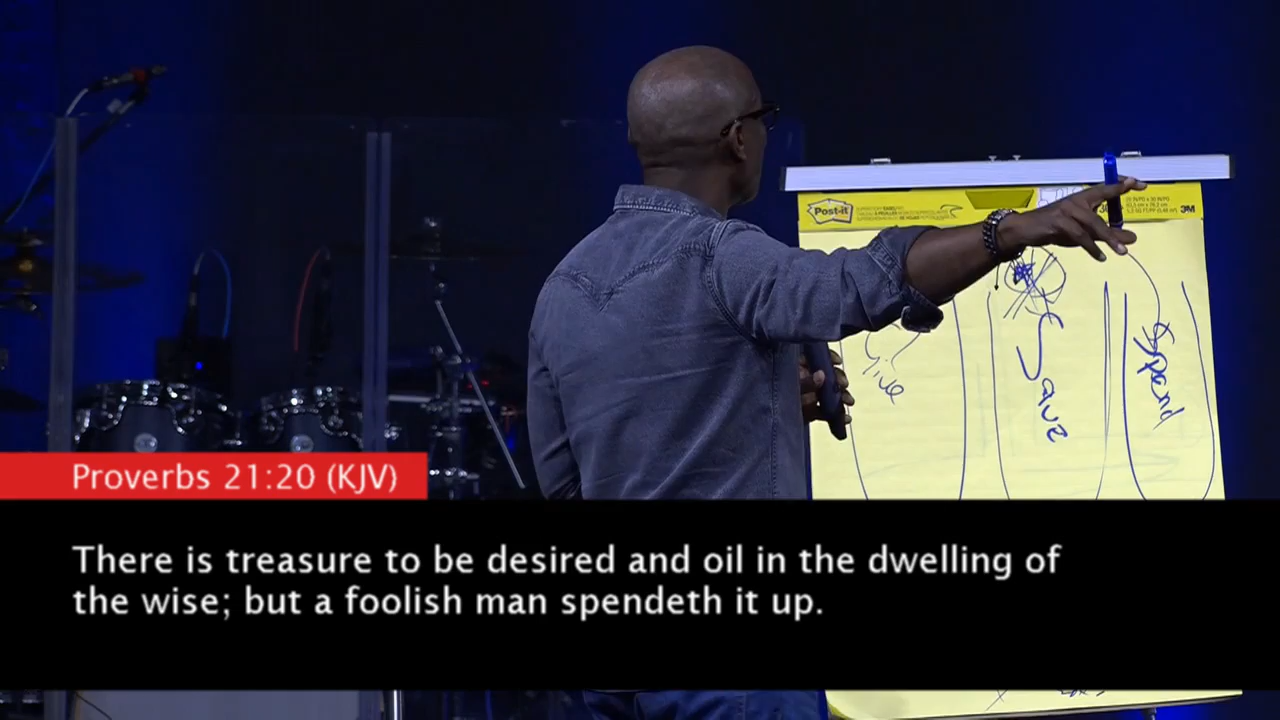 Post-it
3M
Give
Save
Spend
Proverbs 21:20 (KJV)
There is treasure to be desired and oil in the dwelling of
the wise; but a foolish man spendeth it up.